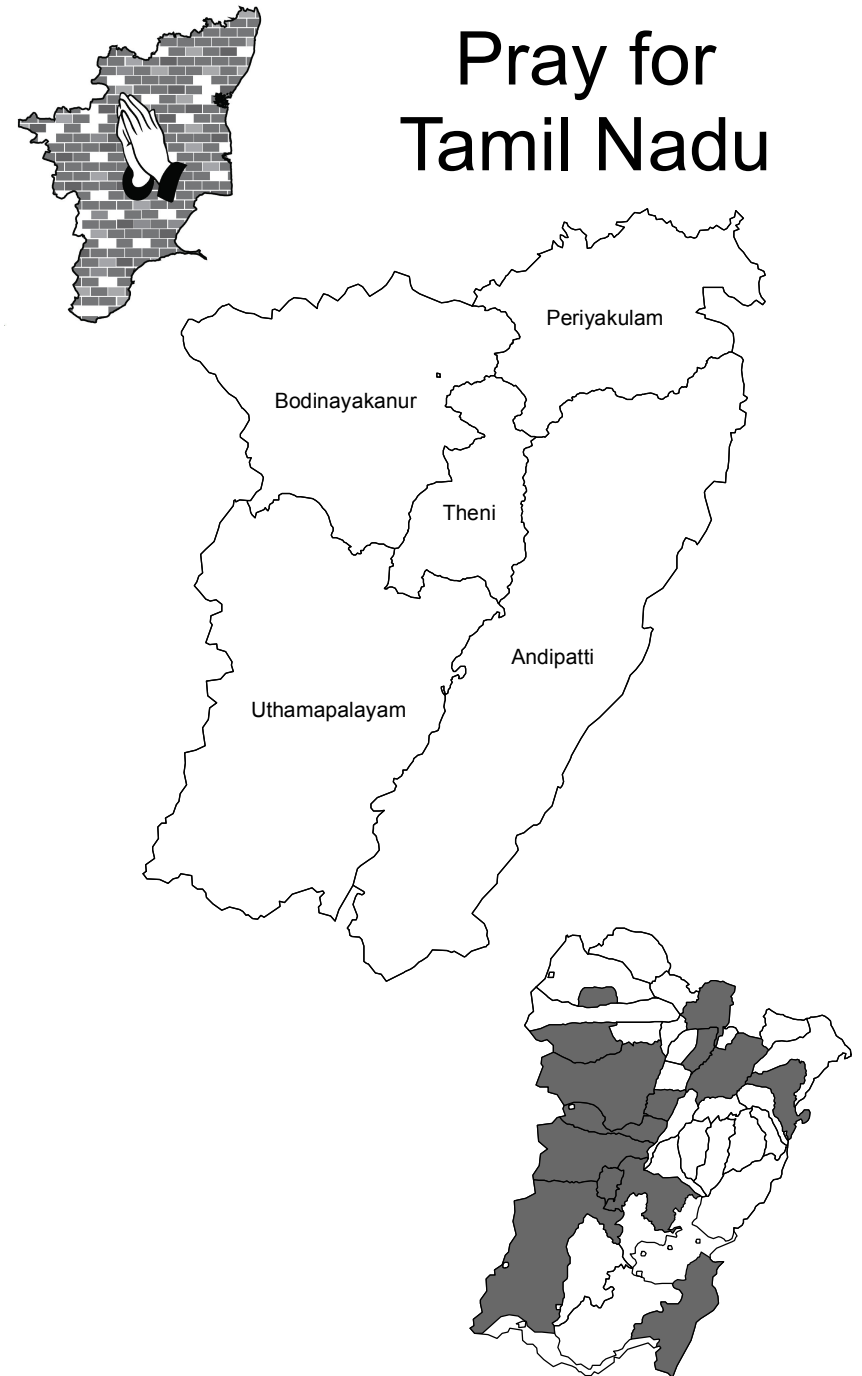 Pray for
Tamil Nadu
Periyakulam
Bodinayakanur
Theni
Andipatti
Uthamapalayam